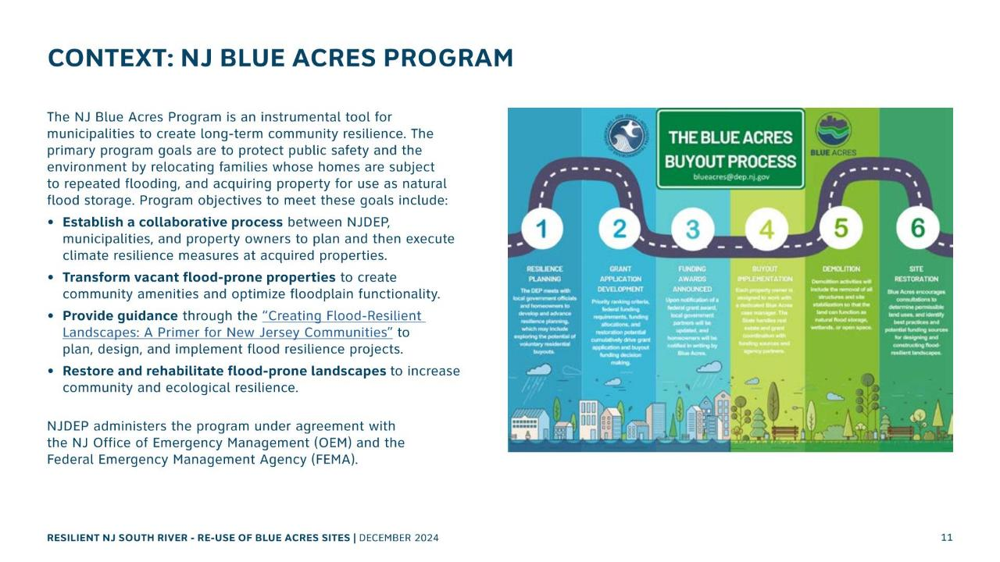 CONTEXT: NJ BLUE ACRES PROGRAM
The NJ Blue Acres Program is an instrumental tool for
municipalities to create long-term community resilience. The
primary program goals are to protect public safety and the
environment by relocating families whose homes are subject
to repeated flooding, and acquiring property for use as natural
flood storage. Program objectives to meet these goals include:
• Establish a collaborative process between NJDEP,
municipalities, and property owners to plan and then execute
climate resilience measures at acquired properties.
• Transform vacant flood-prone properties to create
community amenities and optimize floodplain functionality.
• Provide guidance through the “Creating Flood-Resilient
Landscapes: A Primer for New Jersey Communities” to
plan, design, and implement flood resilience projects.
• Restore and rehabilitate flood-prone landscapes to increase
community and ecological resilience.
NJDEP administers the program under agreement with
the NJ Office of Emergency Management (OEM) and the
Federal Emergency Management Agency (FEMA).
THE BLUE ACRES
BUYOUT PROCESS
blueacres@dep.nj.gov
BLUE ACRES
1
RESILIENCE
PLANNING
The DEP meets with
local government officials
and homeowners to
develop and advance
resilience planning,
which may include
exploring the potential of
voluntary residential
buyouts.
2
GRANT
APPLICATION
DEVELOPMENT
Priority ranking criteria,
federal funding
requirements, funding
allocations, and
restoration potential
cumulatively drive grant
application and buyout
funding decision
making.
3
FUNDING
AWARDS
ANNOUNCED
Upon notification of a
federal grant award,
local government
partners will be
updated, and
homeowners will be
notified in writing by
Blue Acres.
4
BUYOUT
IMPLEMENTATION
Each property owner is
assigned to work with
a dedicated Blue Acres
case manager. The
State handles real
estate and grant
coordination with
funding sources and
agency partners.
5
DEMOLITION
Demolition activities will
include the removal of all
structures and site
stabilization so that the
land can function as
natural flood storage,
wetlands, or open space.
6
SITE
RESTORATION
Blue Acres encourages
consultations to
determine permissible
land uses, and identify
best practices and
potential funding sources
for designing and
constructing flood-
resilient landscapes.
RESILIENT NJ SOUTH RIVER - RE-USE OF BLUE ACRES SITES | DECEMBER 2024
11